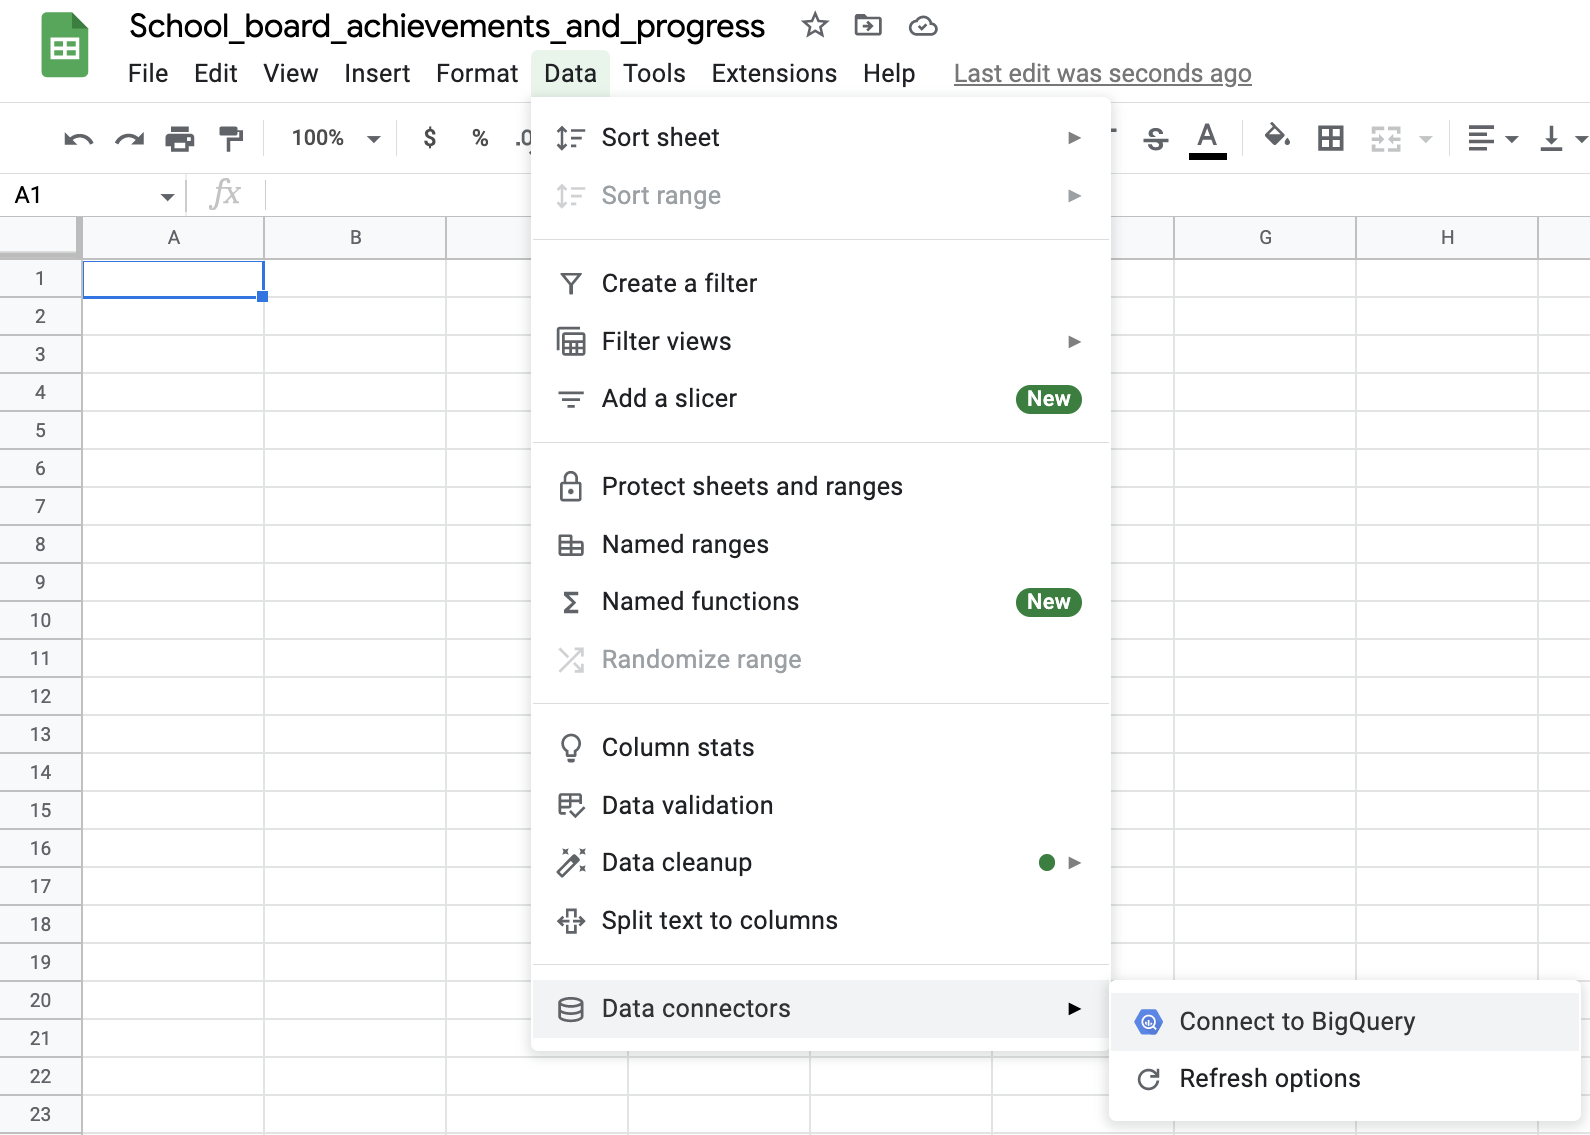 School_board_achievements_and_progress
File Edit View Insert Format Data Tools Extensions Help Last edit was seconds ago
100% $ % .0 S A
A1 fx
A B G H
Sort sheet
Sort range
Create a filter
Filter views
Add a slicer New
Protect sheets and ranges
Named ranges
Named functions New
Randomize range
Column stats
Data validation
Data cleanup
Split text to columns
Data connectors
Connect to BigQuery
Refresh options
1
2
3
4
5
6
7
8
9
10
11
12
13
14
15
16
17
18
19
20
21
22
23